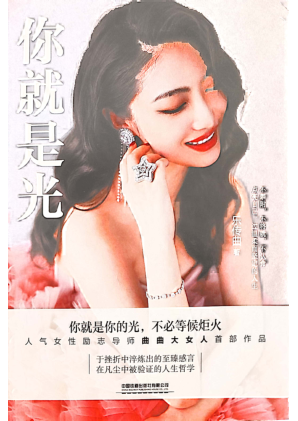 你就是光
你就是你的光，不必等候炬火
人气女性励志导师曲曲大女人首部作品
于挫折中淬炼出的至臻感言
在凡尘中被验证的人生哲学